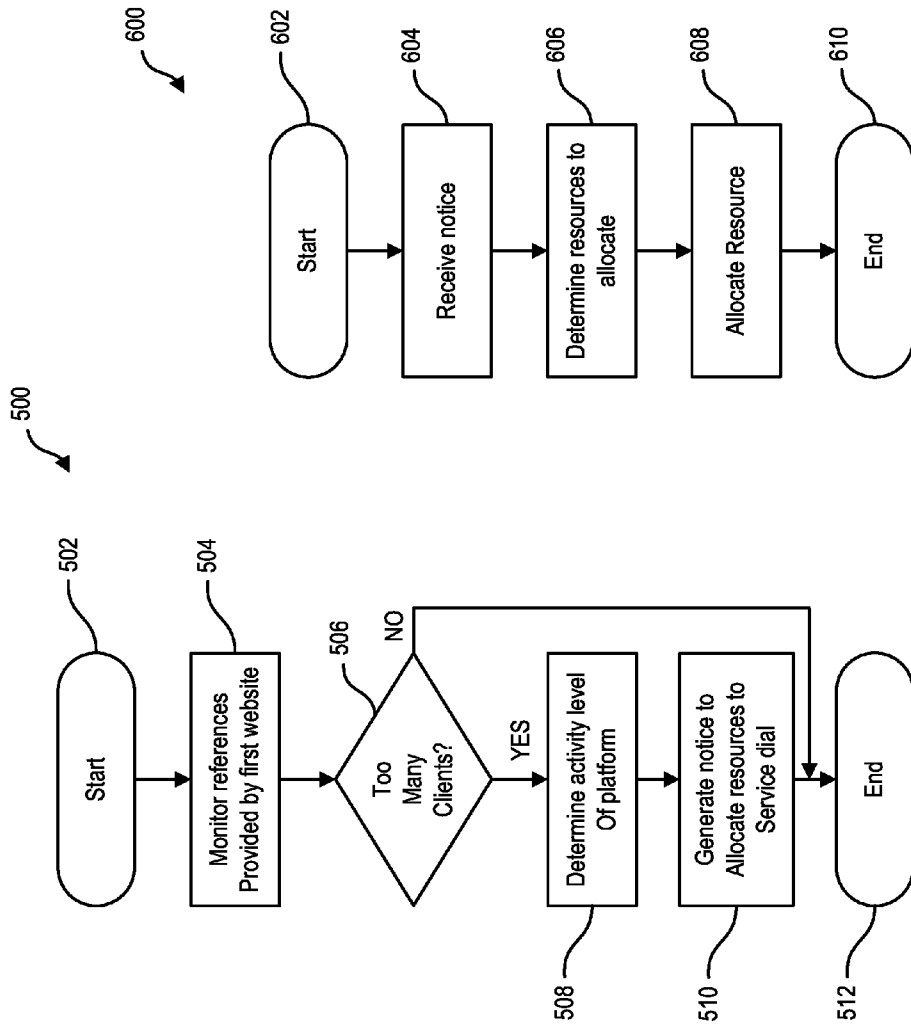 500
502
Start
504
Monitor references
Provided by first website
506
Too
Many
Clients?
NO
YES
508
Determine activity level
Of platform
510
Generate notice to
Allocate resources to
Service dial
512
End
600
602
Start
604
Receive notice
606
Determine resources to
allocate
608
Allocate Resource
610
End